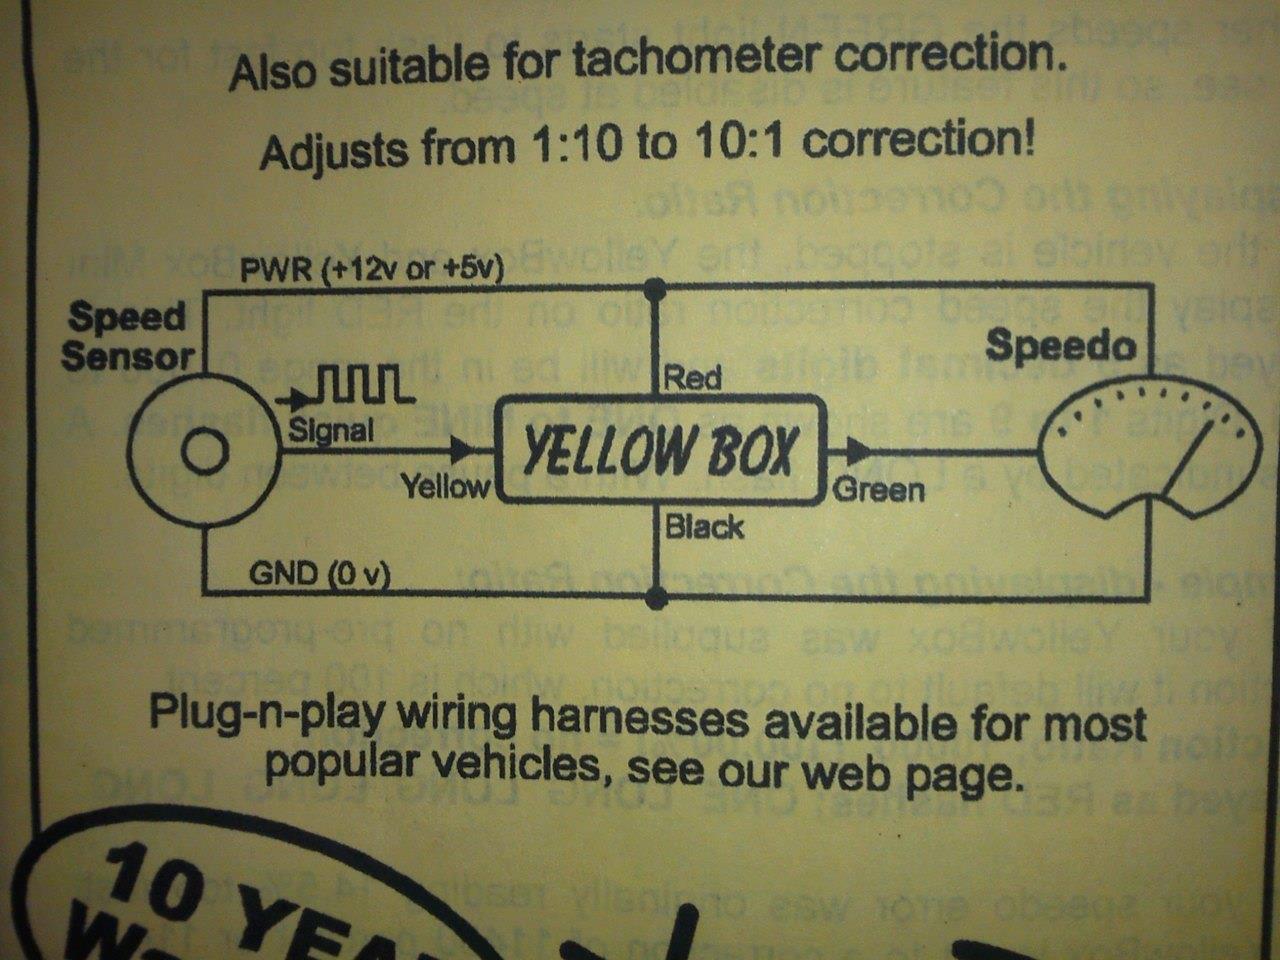 Also suitable for tachometer correction.
Adjusts from 1:10 to 10:1 correction!
PWR (+12v or +5v)
Speed
Sensor
Signal
Yellow
Red
YELLOW BOX
Black
Green
Speedo
GND (0 v)
Plug-n-play wiring harnesses available for most
popular vehicles, see our web page.
10